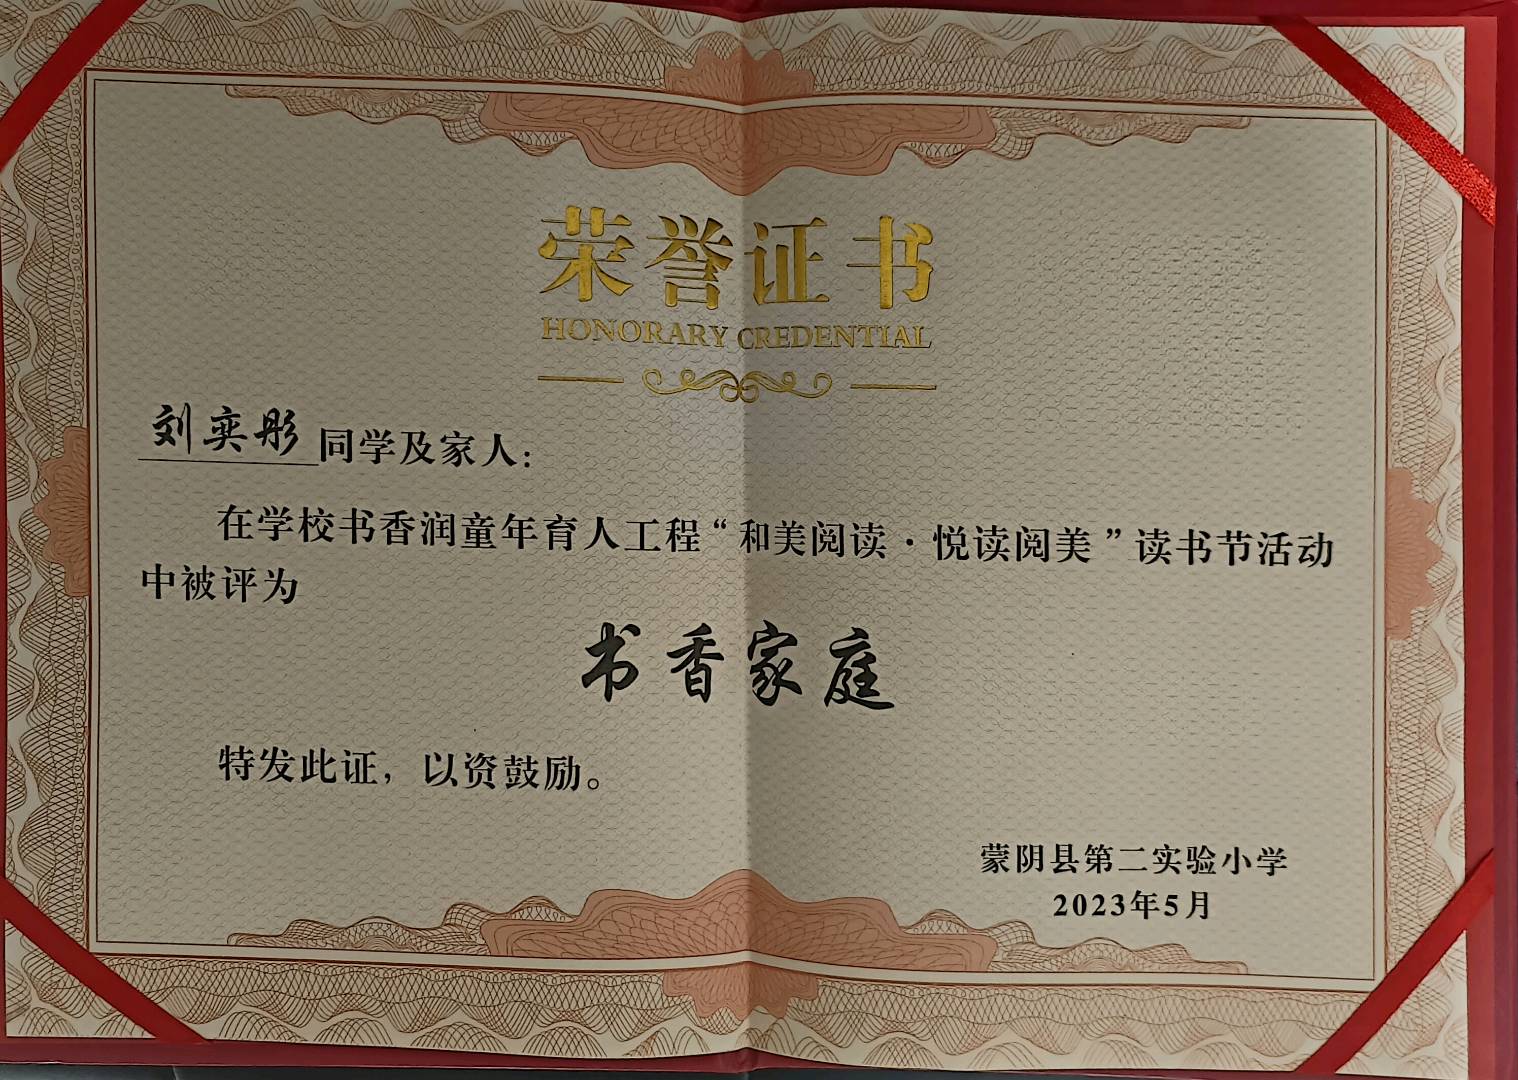 荣誉证书
HONORARY CREDENTIAL
刘奕彤同学及家人：
在学校书香润童年育人工程“和美阅读·悦读阅美”读书节活动
中被评为
书香家庭
特发此证，以资鼓励。
蒙阴县第二实验小学
2023年5月